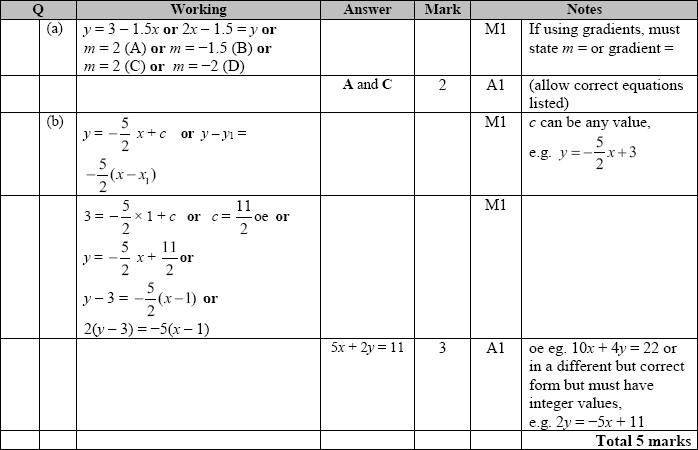 Q Working Answer Mark Notes
(a) y = 3 – 1.5x or 2x – 1.5 = y or M1 If using gradients, must
m = 2 (A) or m = −1.5 (B) or state m = or gradient =
m = 2 (C) or m = −2 (D)
A and C 2 A1 (allow correct equations
listed)
(b) y = −5/2 x + c or y – y₁ = M1 c can be any value,
−5/2(x – x₁) e.g. y = −5/2x + 3
3 = −5/2 × 1 + c or c = 11/2 oe or M1
y = −5/2 x + 11/2 or
y – 3 = −5/2(x – 1) or
2(y – 3) = −5(x – 1)
5x + 2y = 11 3 A1 oe eg. 10x + 4y = 22 or
in a different but correct
form but must have
integer values,
e.g. 2y = −5x + 11
Total 5 marks